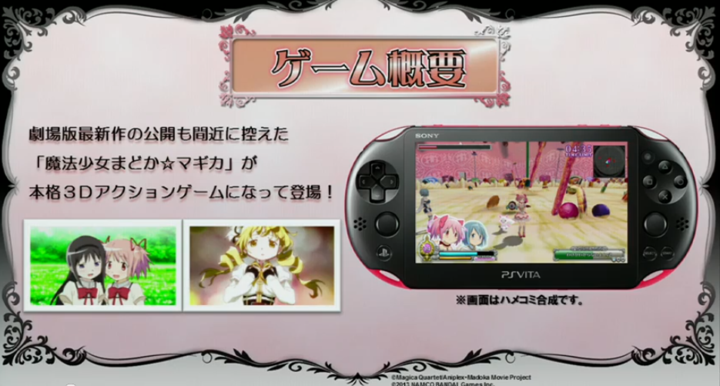 ゲーム概要
劇場版最新作の公開も間近に控えた
「魔法少女まどか☆マギカ」が
本格3Dアクションゲームになって登場！
SONY
PSVITA
※画面はハメコミ合成です。
©Magica Quartet/Aniplex・Madoka Movie Project
©2013 NAMCO BANDAI Games Inc.